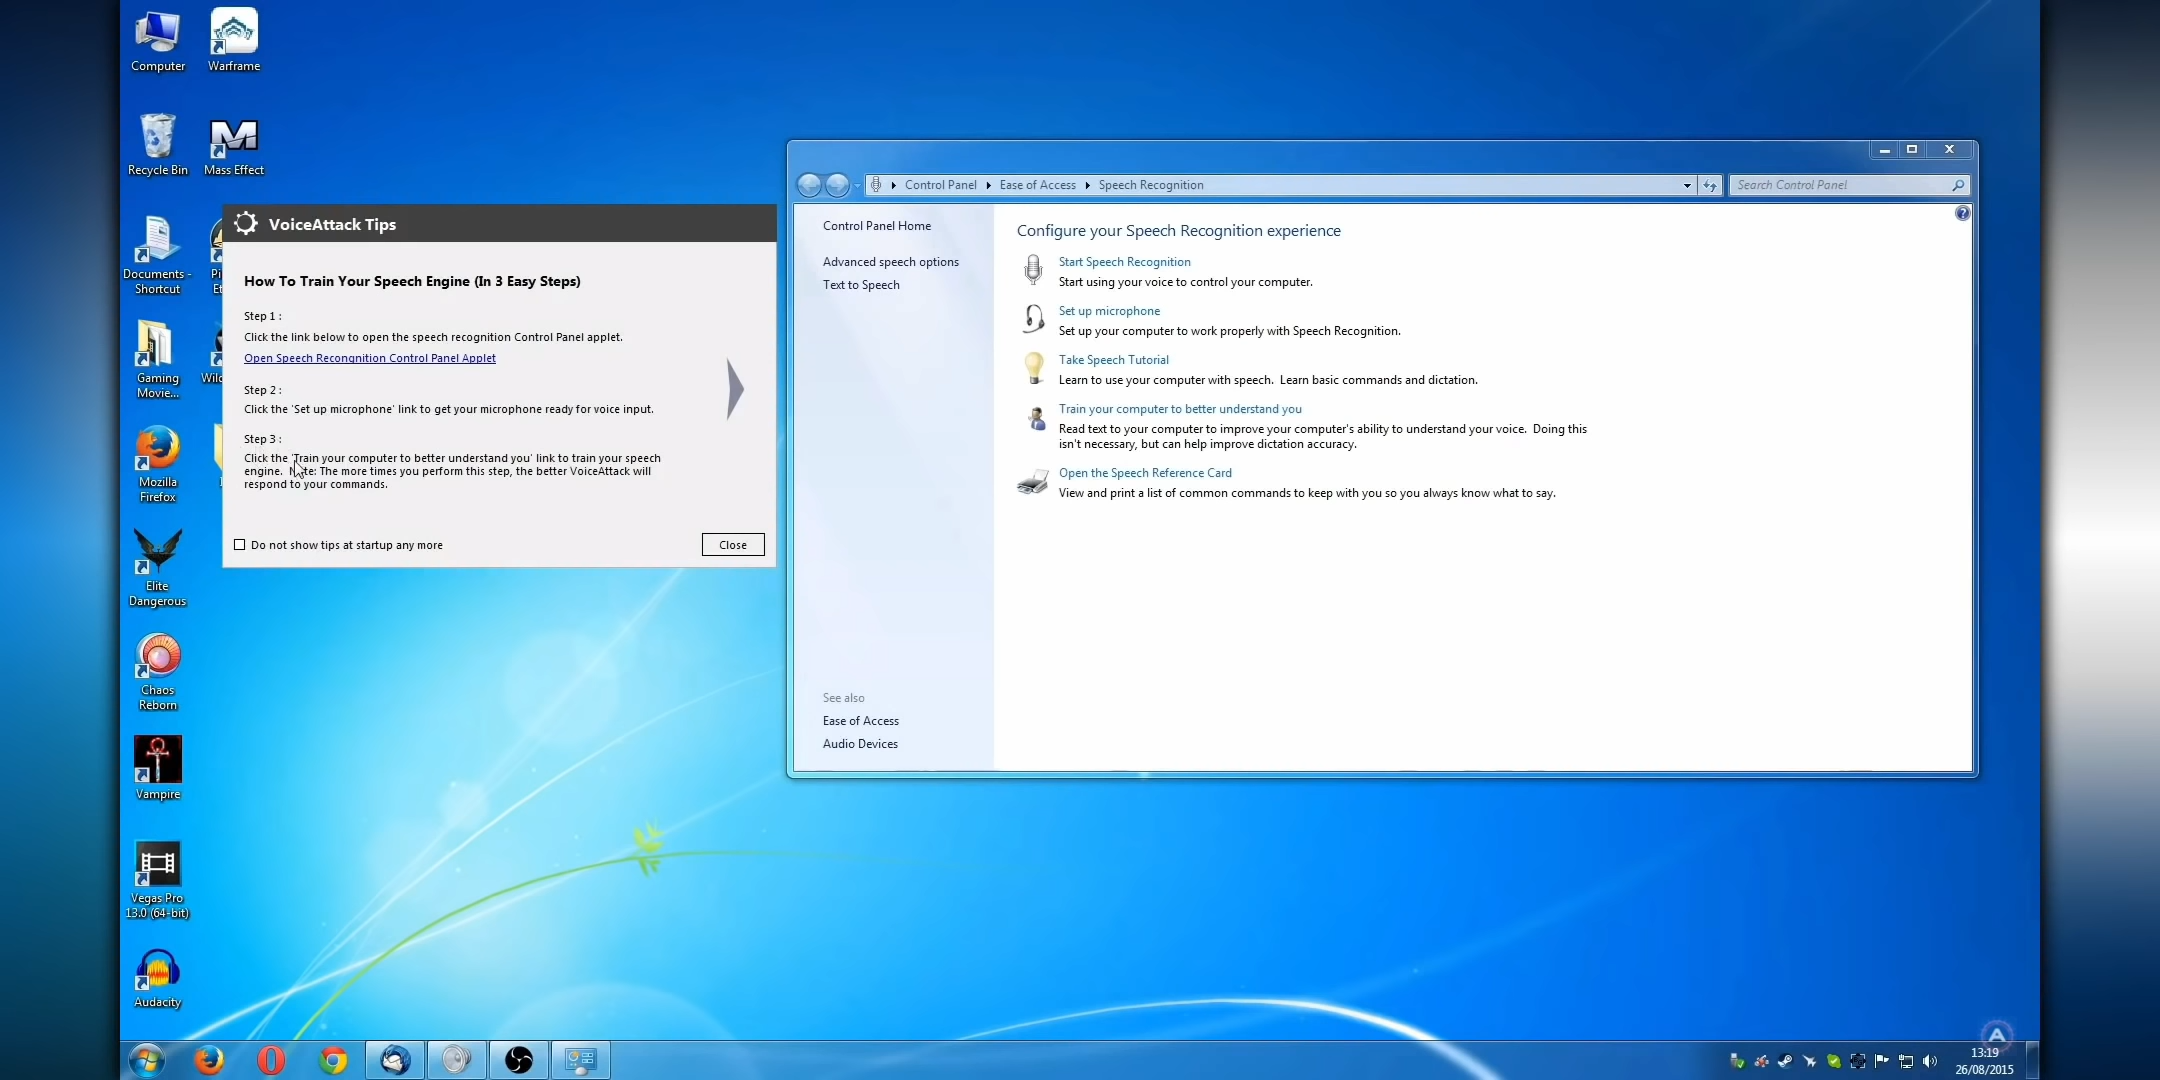 Computer
Warframe
Recycle Bin
Mass Effect
Documents -
Shortcut
Gaming
Movie...
Mozilla
Firefox
Elite
Dangerous
Chaos
Reborn
Vampire
Vegas Pro
13.0 (64-bit)
Audacity
VoiceAttack Tips
How To Train Your Speech Engine (In 3 Easy Steps)
Step 1 :
Click the link below to open the speech recognition Control Panel applet.
Open Speech Recongnition Control Panel Applet
Step 2 :
Click the 'Set up microphone' link to get your microphone ready for voice input.
Step 3 :
Click the 'Train your computer to better understand you' link to train your speech
engine. Note: The more times you perform this step, the better VoiceAttack will
respond to your commands.
Do not show tips at startup any more
Close
Control Panel
Ease of Access
Speech Recognition
Search Control Panel
Control Panel Home
Advanced speech options
Text to Speech
See also
Ease of Access
Audio Devices
Configure your Speech Recognition experience
Start Speech Recognition
Start using your voice to control your computer.
Set up microphone
Set up your computer to work properly with Speech Recognition.
Take Speech Tutorial
Learn to use your computer with speech. Learn basic commands and dictation.
Train your computer to better understand you
Read text to your computer to improve your computer's ability to understand your voice. Doing this
isn't necessary, but can help improve dictation accuracy.
Open the Speech Reference Card
View and print a list of common commands to keep with you so you always know what to say.
13:19
26/08/2015